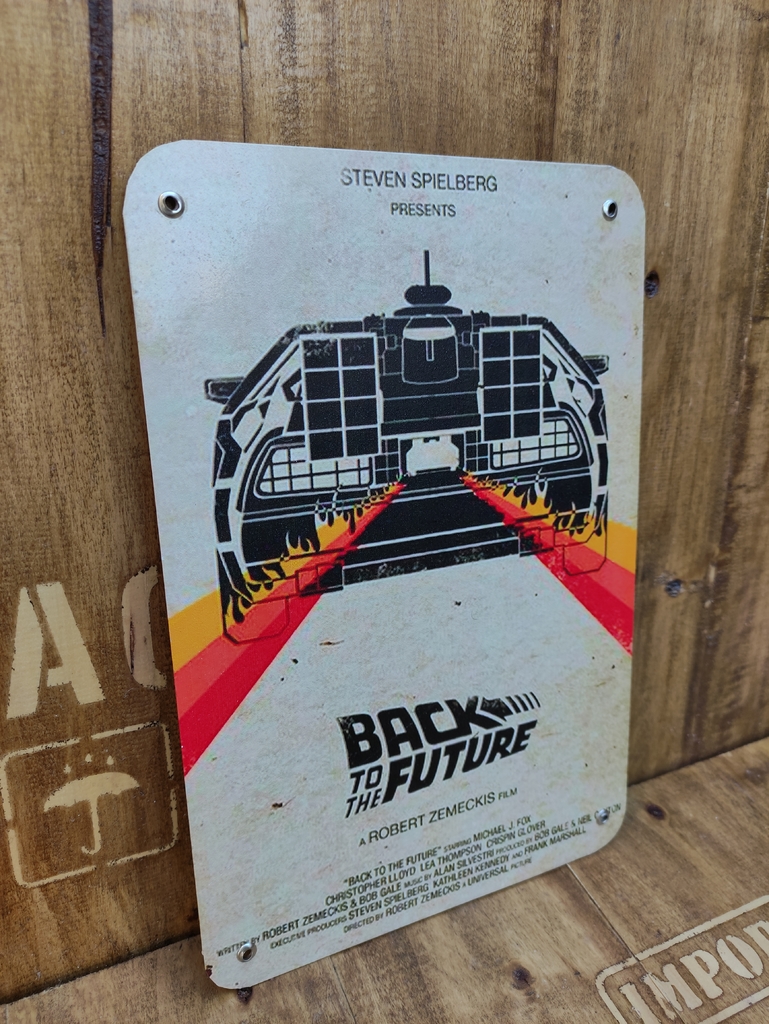 STEVEN SPIELBERG
PRESENTS
BACK
TO THE FUTURE
A ROBERT ZEMECKIS FILM
"BACK TO THE FUTURE" STARRING MICHAEL J. FOX
CHRISTOPHER LLOYD LEA THOMPSON CRISPIN GLOVER
WRITTEN BY ROBERT ZEMECKIS & BOB GALE MUSIC BY ALAN SILVESTRI PRODUCED BY BOB GALE & NEIL
EXECUTIVE PRODUCERS STEVEN SPIELBERG KATHLEEN KENNEDY AND FRANK MARSHALL
DIRECTED BY ROBERT ZEMECKIS A UNIVERSAL PICTURE
A
IMPOR